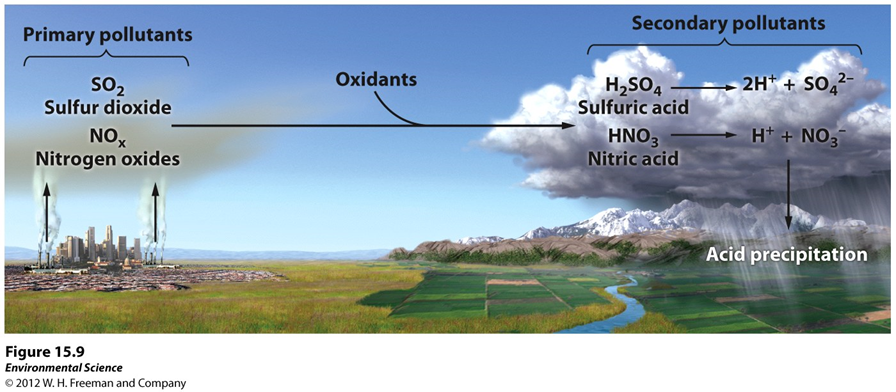 Primary pollutants
SO₂
Sulfur dioxide
NOₓ
Nitrogen oxides
Oxidants
Secondary pollutants
H₂SO₄ 2H⁺ + SO₄²⁻
Sulfuric acid
HNO₃ H⁺ + NO₃⁻
Nitric acid
Acid precipitation
Figure 15.9
Environmental Science
© 2012 W. H. Freeman and Company